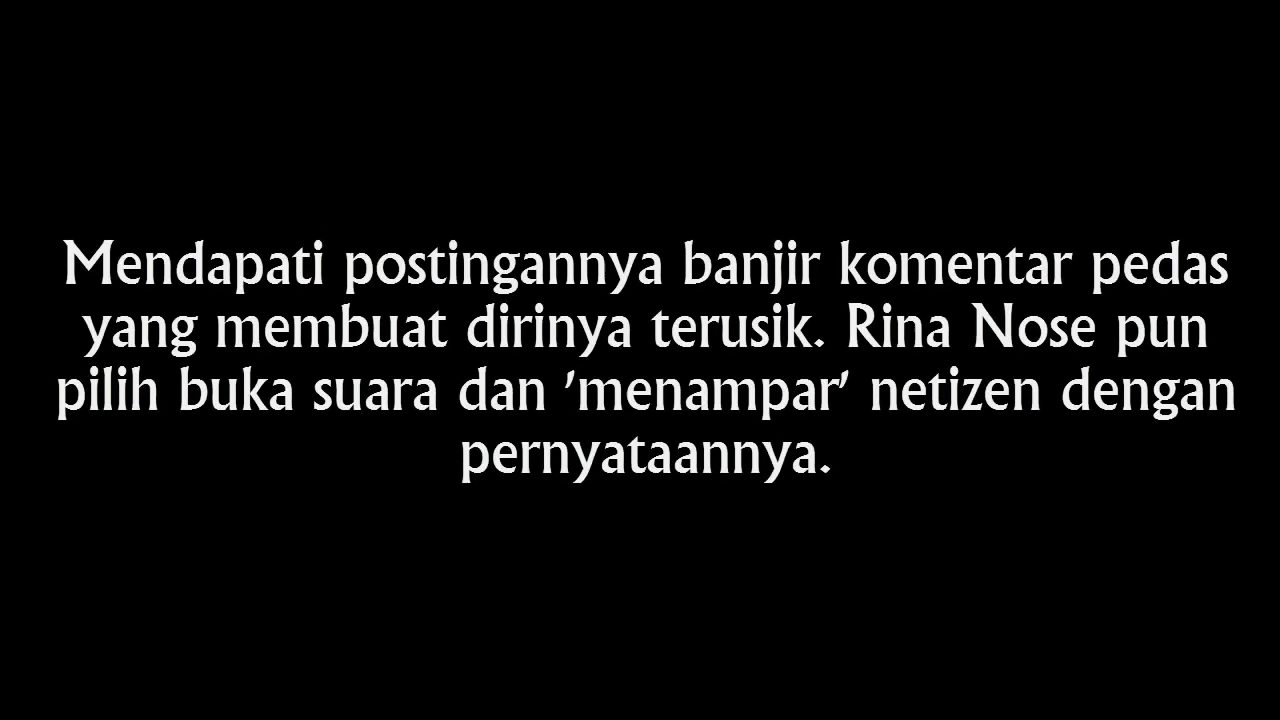 Mendapati postingannya banjir komentar pedas
yang membuat dirinya terusik. Rina Nose pun
pilih buka suara dan 'menampar' netizen dengan
pernyataannya.